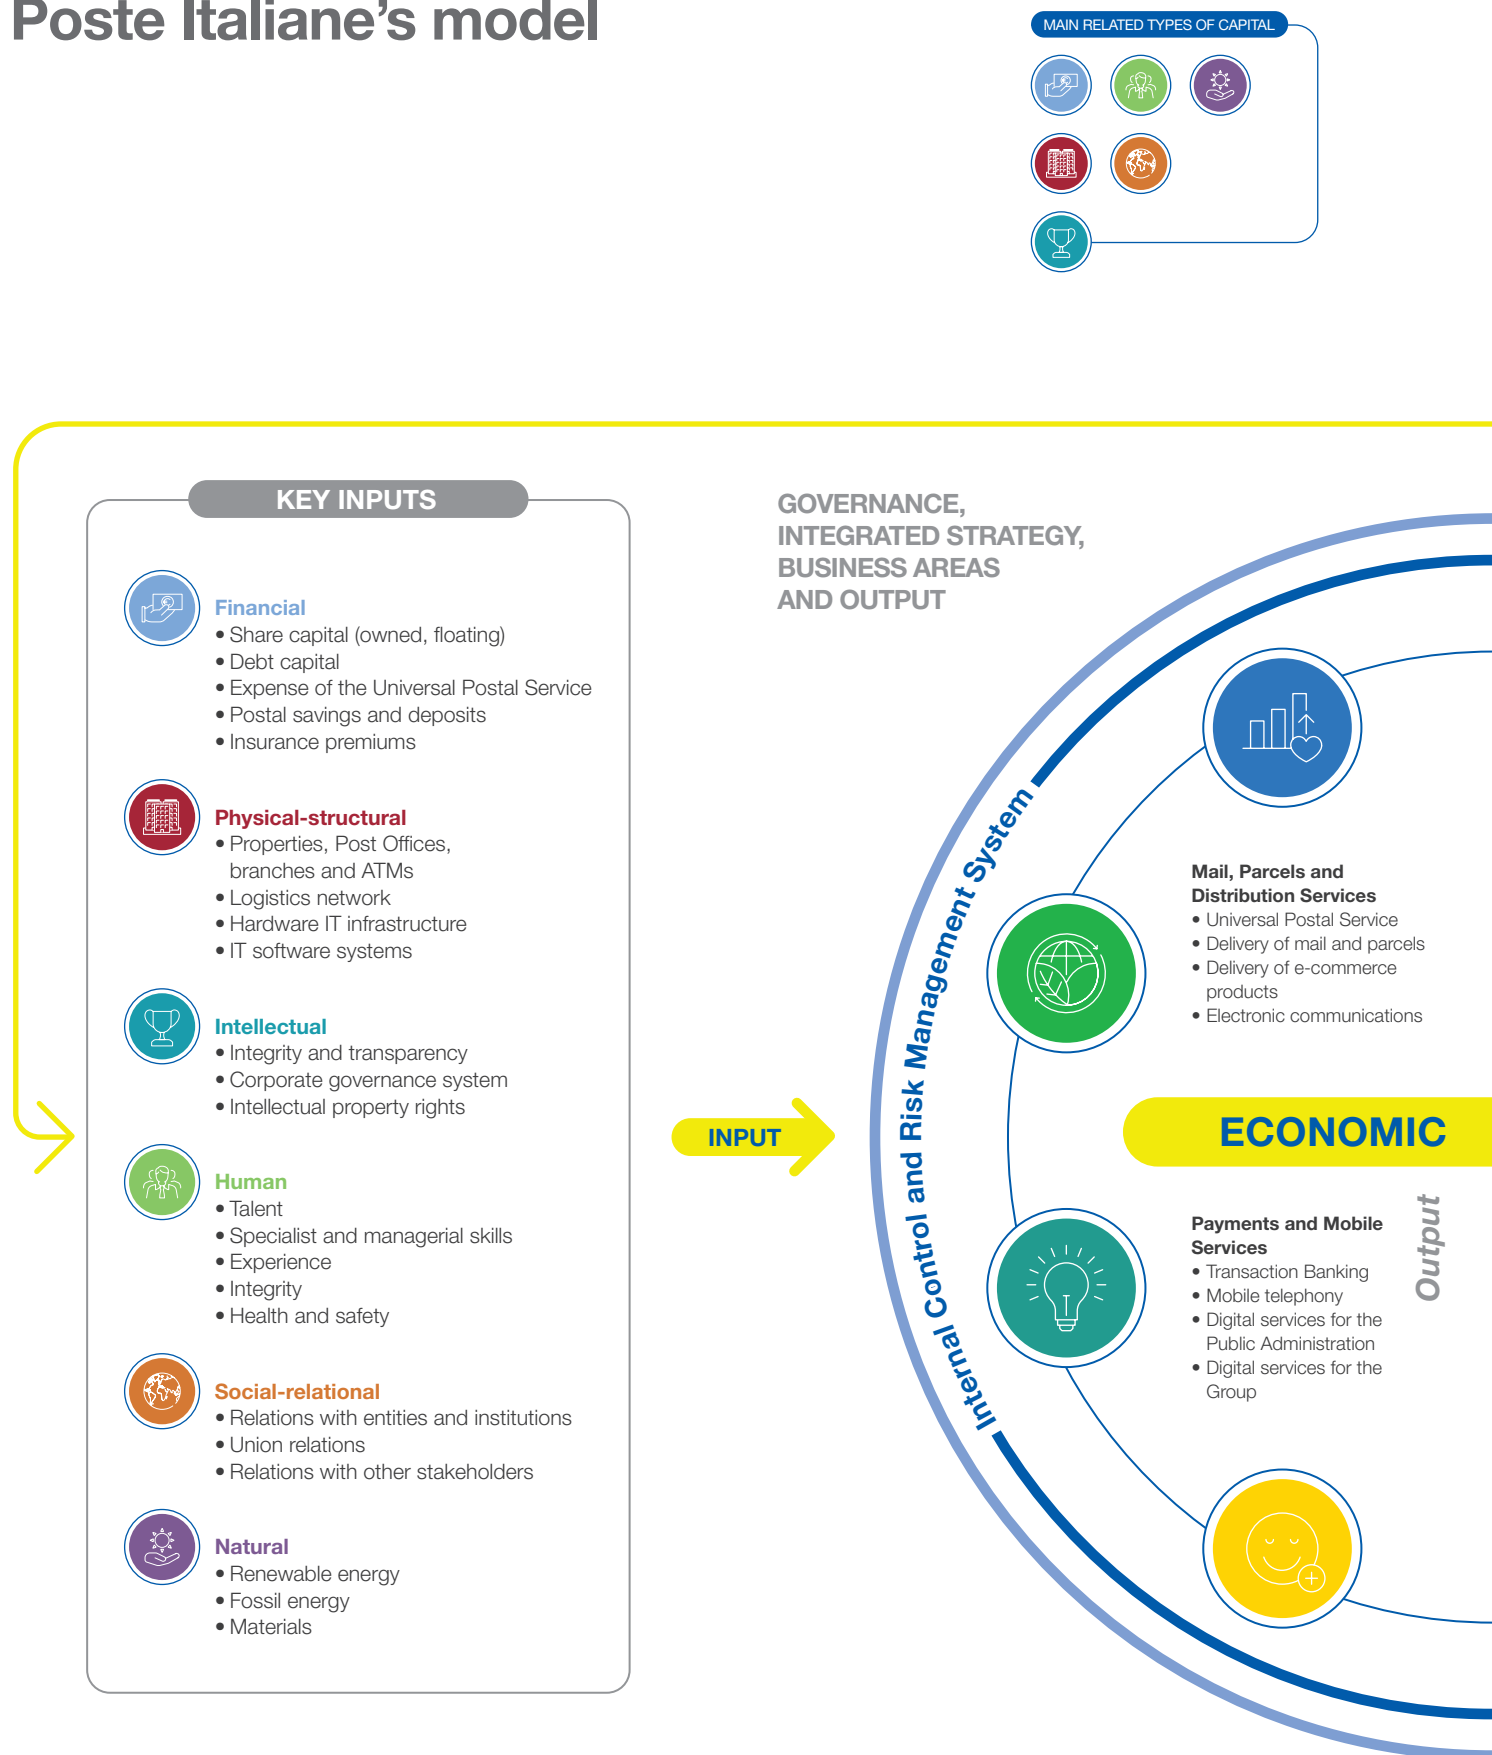 Poste Italiane's model
MAIN RELATED TYPES OF CAPITAL
KEY INPUTS
Financial
• Share capital (owned, floating)
• Debt capital
• Expense of the Universal Postal Service
• Postal savings and deposits
• Insurance premiums
Physical-structural
• Properties, Post Offices,
branches and ATMs
• Logistics network
• Hardware IT infrastructure
• IT software systems
Intellectual
• Integrity and transparency
• Corporate governance system
• Intellectual property rights
Human
• Talent
• Specialist and managerial skills
• Experience
• Integrity
• Health and safety
Social-relational
• Relations with entities and institutions
• Union relations
• Relations with other stakeholders
Natural
• Renewable energy
• Fossil energy
• Materials
INPUT
GOVERNANCE,
INTEGRATED STRATEGY,
BUSINESS AREAS
AND OUTPUT
Internal Control and Risk Management System
Mail, Parcels and
Distribution Services
• Universal Postal Service
• Delivery of mail and parcels
• Delivery of e-commerce
products
• Electronic communications
ECONOMIC
Output
Payments and Mobile
Services
• Transaction Banking
• Mobile telephony
• Digital services for the
Public Administration
• Digital services for the
Group